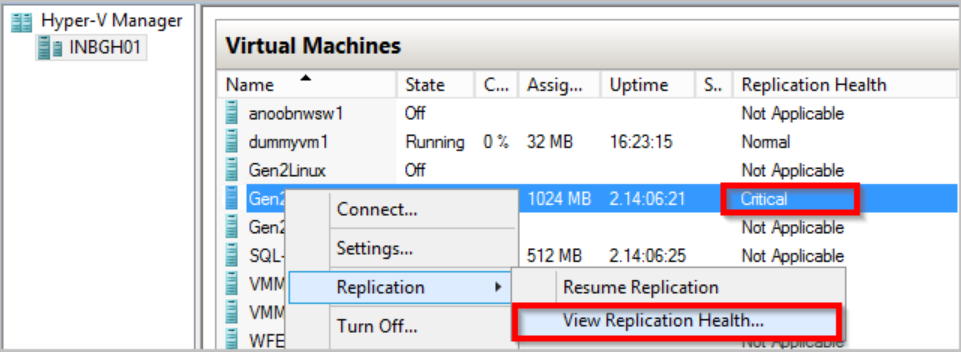 Hyper-V Manager
INBGH01
Virtual Machines
Name State C... Assig... Uptime S.. Replication Health
anoobnwsw1 Off Not Applicable
dummyvm1 Running 0 % 32 MB 16:23:15 Normal
Gen2Linux Off Not Applicable
Gen2 1024 MB 2.14:06:21 Critical
Gen2 Not Applicable
SQL- 512 MB 2.14:06:25 Not Applicable
VMM
VMM
WFE Not Applicable
Connect...
Settings...
Replication
Turn Off...
Resume Replication
View Replication Health...